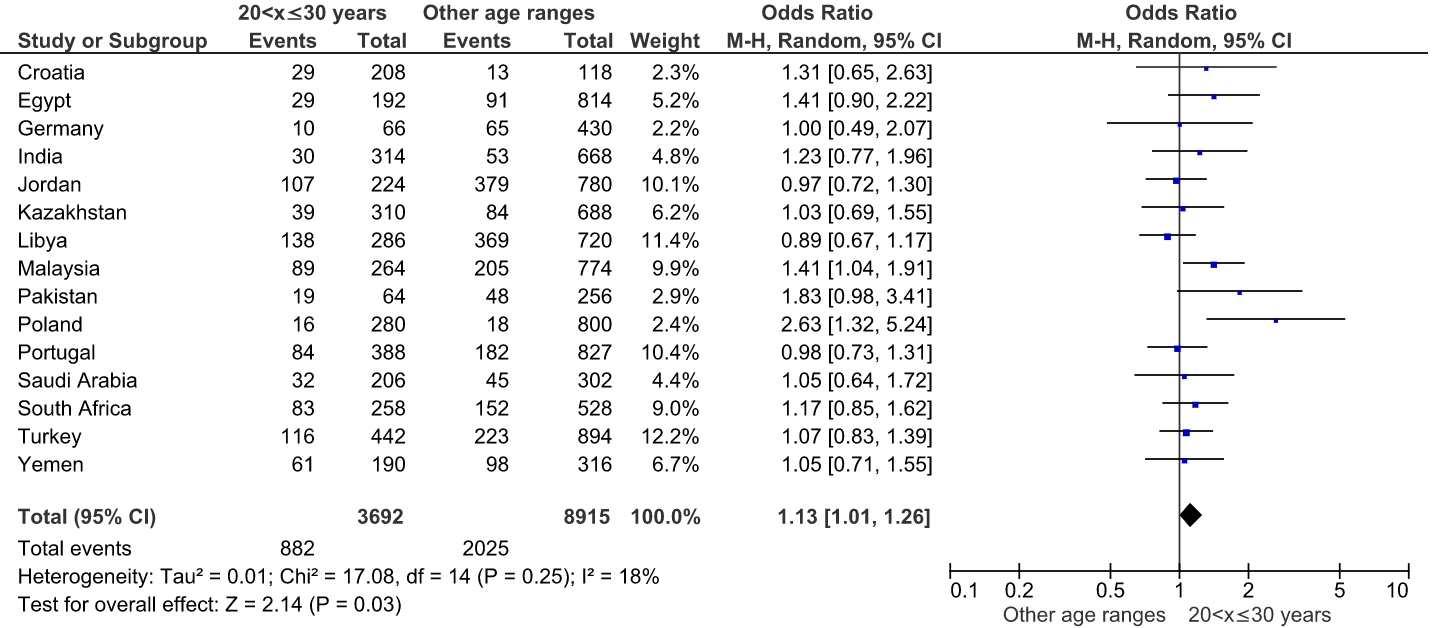 20<x≤30 years Other age ranges Odds Ratio Odds Ratio
Study or Subgroup Events Total Events Total Weight M-H, Random, 95% CI M-H, Random, 95% CI
Croatia 29 208 13 118 2.3% 1.31 [0.65, 2.63]
Egypt 29 192 91 814 5.2% 1.41 [0.90, 2.22]
Germany 10 66 65 430 2.2% 1.00 [0.49, 2.07]
India 30 314 53 668 4.8% 1.23 [0.77, 1.96]
Jordan 107 224 379 780 10.1% 0.97 [0.72, 1.30]
Kazakhstan 39 310 84 688 6.2% 1.03 [0.69, 1.55]
Libya 138 286 369 720 11.4% 0.89 [0.67, 1.17]
Malaysia 89 264 205 774 9.9% 1.41 [1.04, 1.91]
Pakistan 19 64 48 256 2.9% 1.83 [0.98, 3.41]
Poland 16 280 18 800 2.4% 2.63 [1.32, 5.24]
Portugal 84 388 182 827 10.4% 0.98 [0.73, 1.31]
Saudi Arabia 32 206 45 302 4.4% 1.05 [0.64, 1.72]
South Africa 83 258 152 528 9.0% 1.17 [0.85, 1.62]
Turkey 116 442 223 894 12.2% 1.07 [0.83, 1.39]
Yemen 61 190 98 316 6.7% 1.05 [0.71, 1.55]
Total (95% CI) 3692 8915 100.0% 1.13 [1.01, 1.26]
Total events 882 2025
Heterogeneity: Tau² = 0.01; Chi² = 17.08, df = 14 (P = 0.25); I² = 18%
Test for overall effect: Z = 2.14 (P = 0.03)
0.1 0.2 0.5 1 2 5 10
Other age ranges 20<x≤30 years